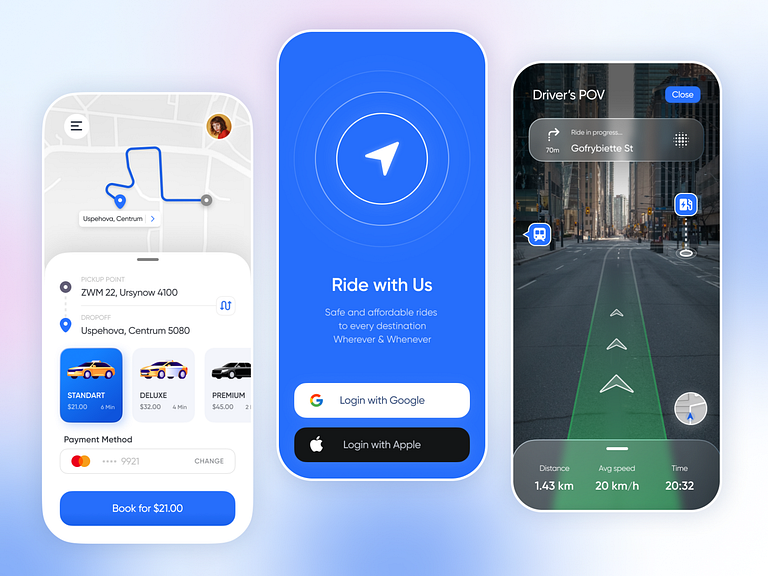 Uspehova, Centrum
PICKUP POINT
ZWM 22, Ursynow 4100
DROPOFF
Uspehova, Centrum 5080
STANDART
$21.00 6 Min
DELUXE
$32.00 4 Min
PREMIUM
$45.00 2
Payment Method
•••• 9921
CHANGE
Book for $21.00
Ride with Us
Safe and affordable rides
to every destination
Wherever & Whenever
Login with Google
Login with Apple
Driver's POV
Close
Ride in progress...
70m
Gofrybiette St
Distance
Avg speed
Time
1.43 km
20 km/h
20:32